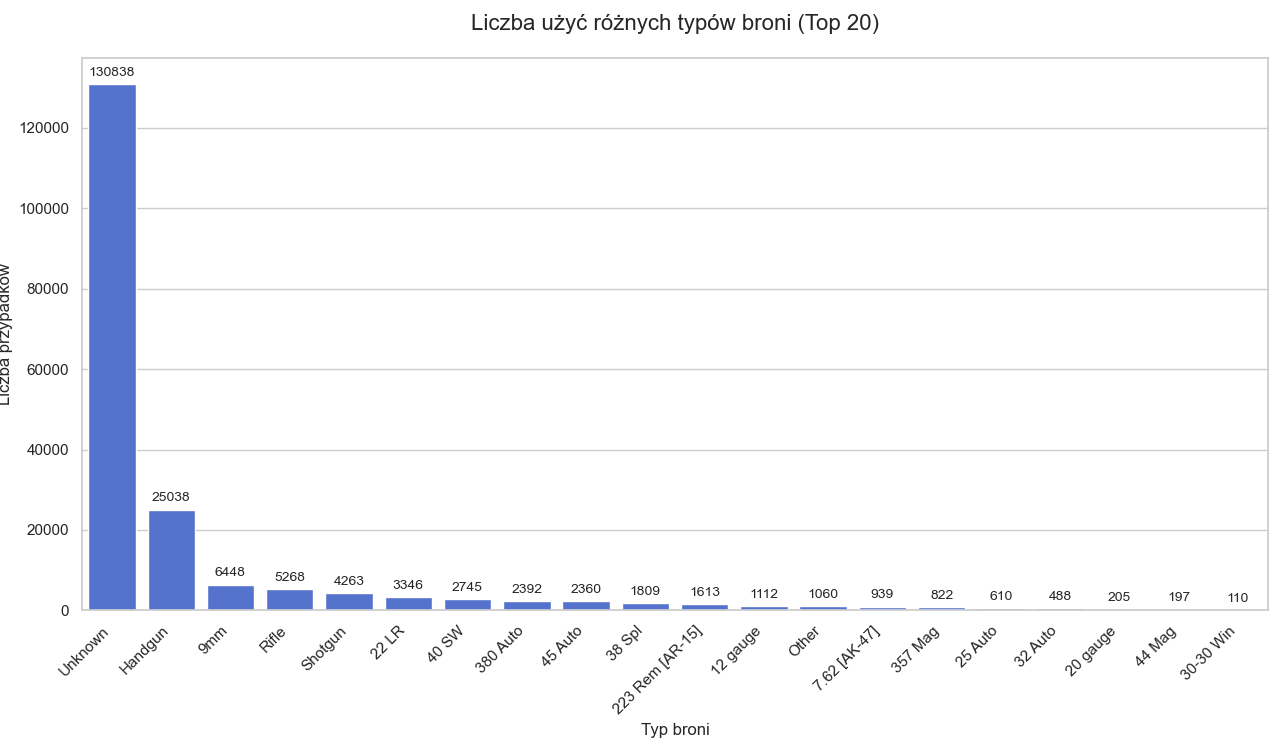 Liczba użyć różnych typów broni (Top 20)
Liczba przypadków
120000
100000
80000
60000
40000
20000
0
130838
25038
6448
5268
4263
3346
2745
2392
2360
1809
1613
1112
1060
939
822
610
488
205
197
110
Unknown
Handgun
9mm
Rifle
Shotgun
22 LR
40 SW
380 Auto
45 Auto
38 Spl
223 Rem [AR-15]
12 gauge
Other
7.62 [AK-47]
357 Mag
25 Auto
32 Auto
20 gauge
44 Mag
30-30 Win
Typ broni